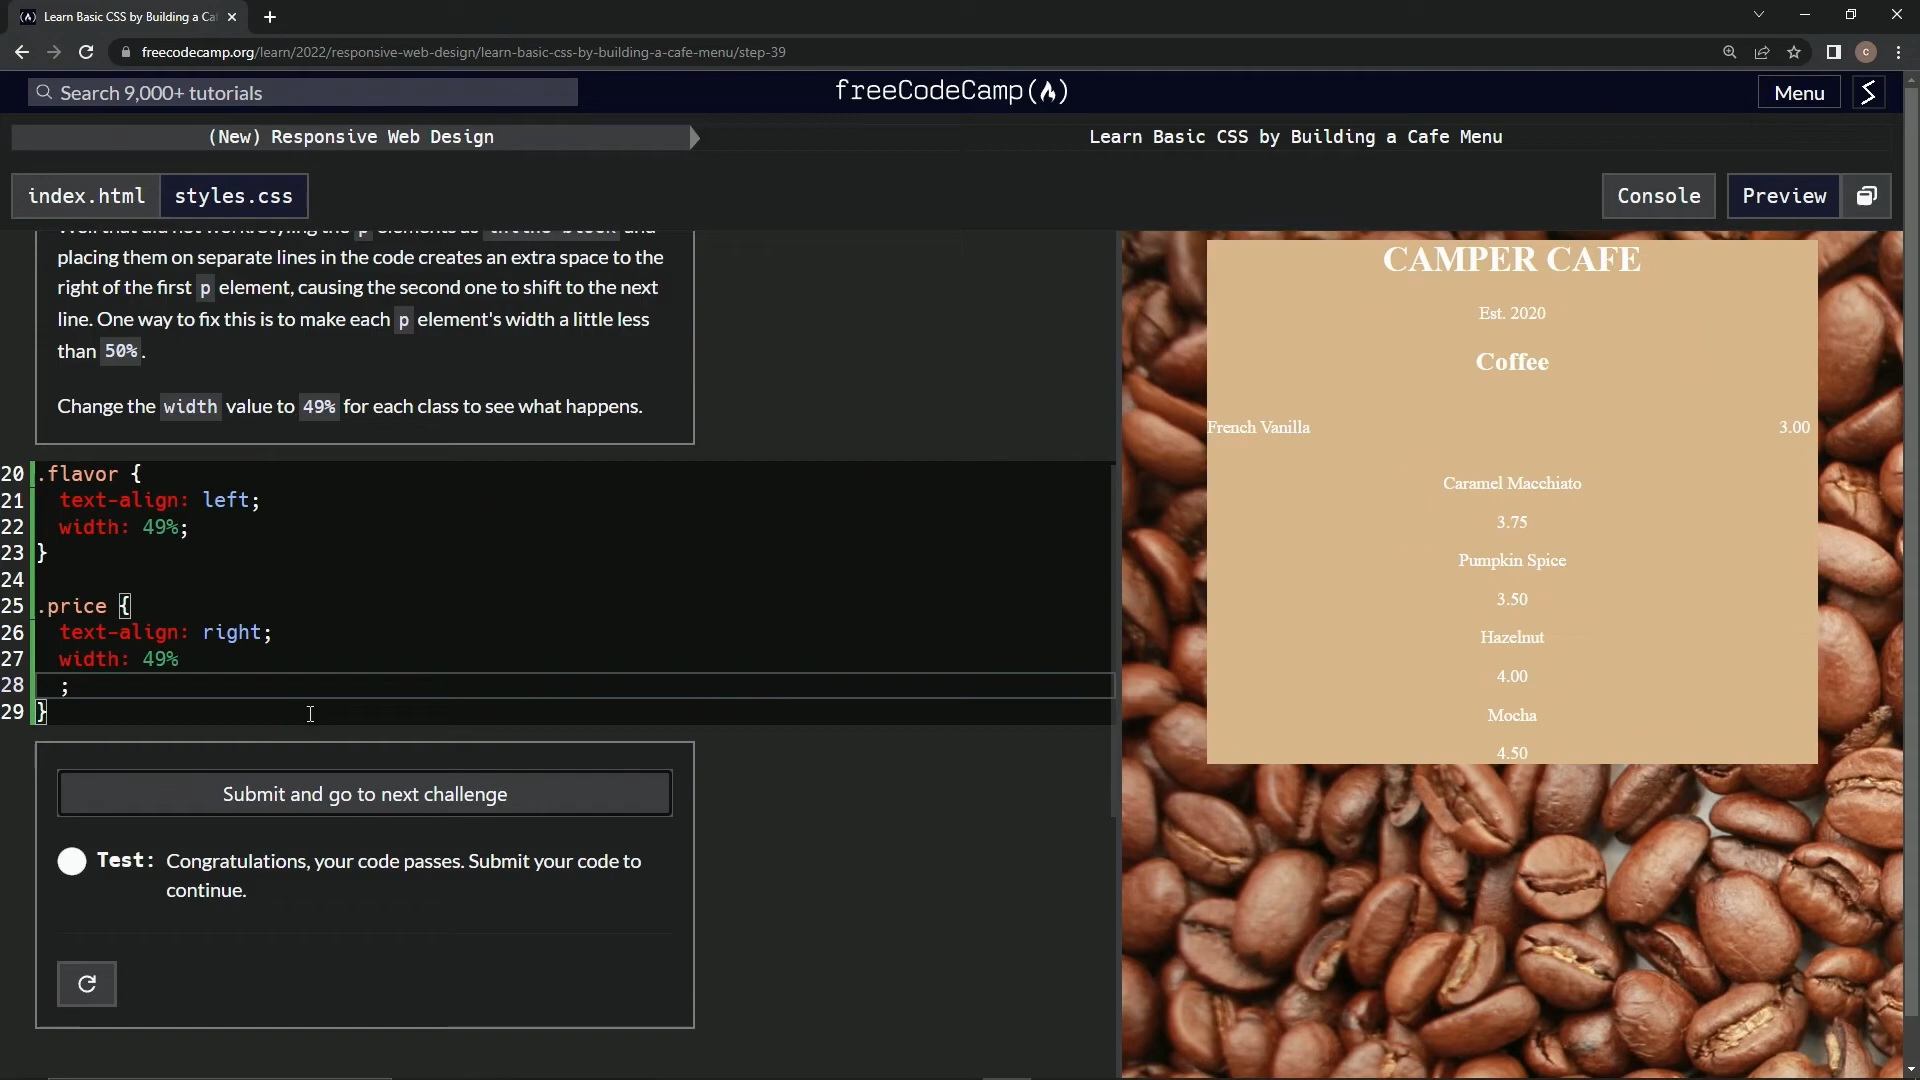 Learn Basic CSS by Building a Caf
freecodecamp.org/learn/2022/responsive-web-design/learn-basic-css-by-building-a-cafe-menu/step-39
C
Search 9,000+ tutorials
freeCodeCamp(🔥)
Menu
(New) Responsive Web Design
Learn Basic CSS by Building a Cafe Menu
index.html
styles.css
Console
Preview
placing them on separate lines in the code creates an extra space to the
right of the first p element, causing the second one to shift to the next
line. One way to fix this is to make each p element's width a little less
than 50%.
Change the width value to 49% for each class to see what happens.
20 .flavor {
21 text-align: left;
22 width: 49%;
23 }
24
25 .price {
26 text-align: right;
27 width: 49%
28 ;
29 }
Submit and go to next challenge
Test: Congratulations, your code passes. Submit your code to
continue.
CAMPER CAFE
Est. 2020
Coffee
French Vanilla 3.00
Caramel Macchiato
3.75
Pumpkin Spice
3.50
Hazelnut
4.00
Mocha
4.50